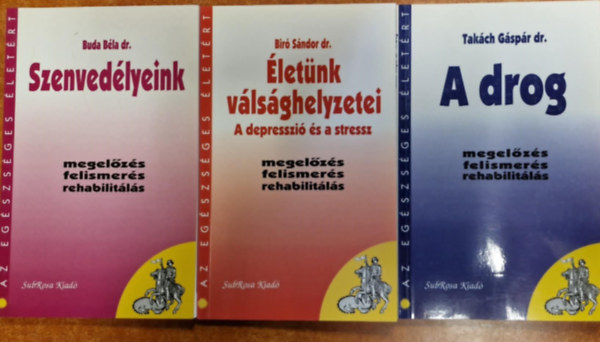 AZ EGÉSZSÉGES ÉLETÉRT
Buda Béla dr.
Szenvedélyeink
megelőzés
felismerés
rehabilitálás
SubRosa Kiadó
AZ EGÉSZSÉGES ÉLETÉRT
Bíró Sándor dr.
Életünk
válsághelyzetei
A depresszió és a stressz
megelőzés
felismerés
rehabilitálás
SubRosa Kiadó
AZ EGÉSZSÉGES ÉLETÉRT
Takách Gáspár dr.
A drog
megelőzés
felismerés
rehabilitálás
SubRosa Kiadó